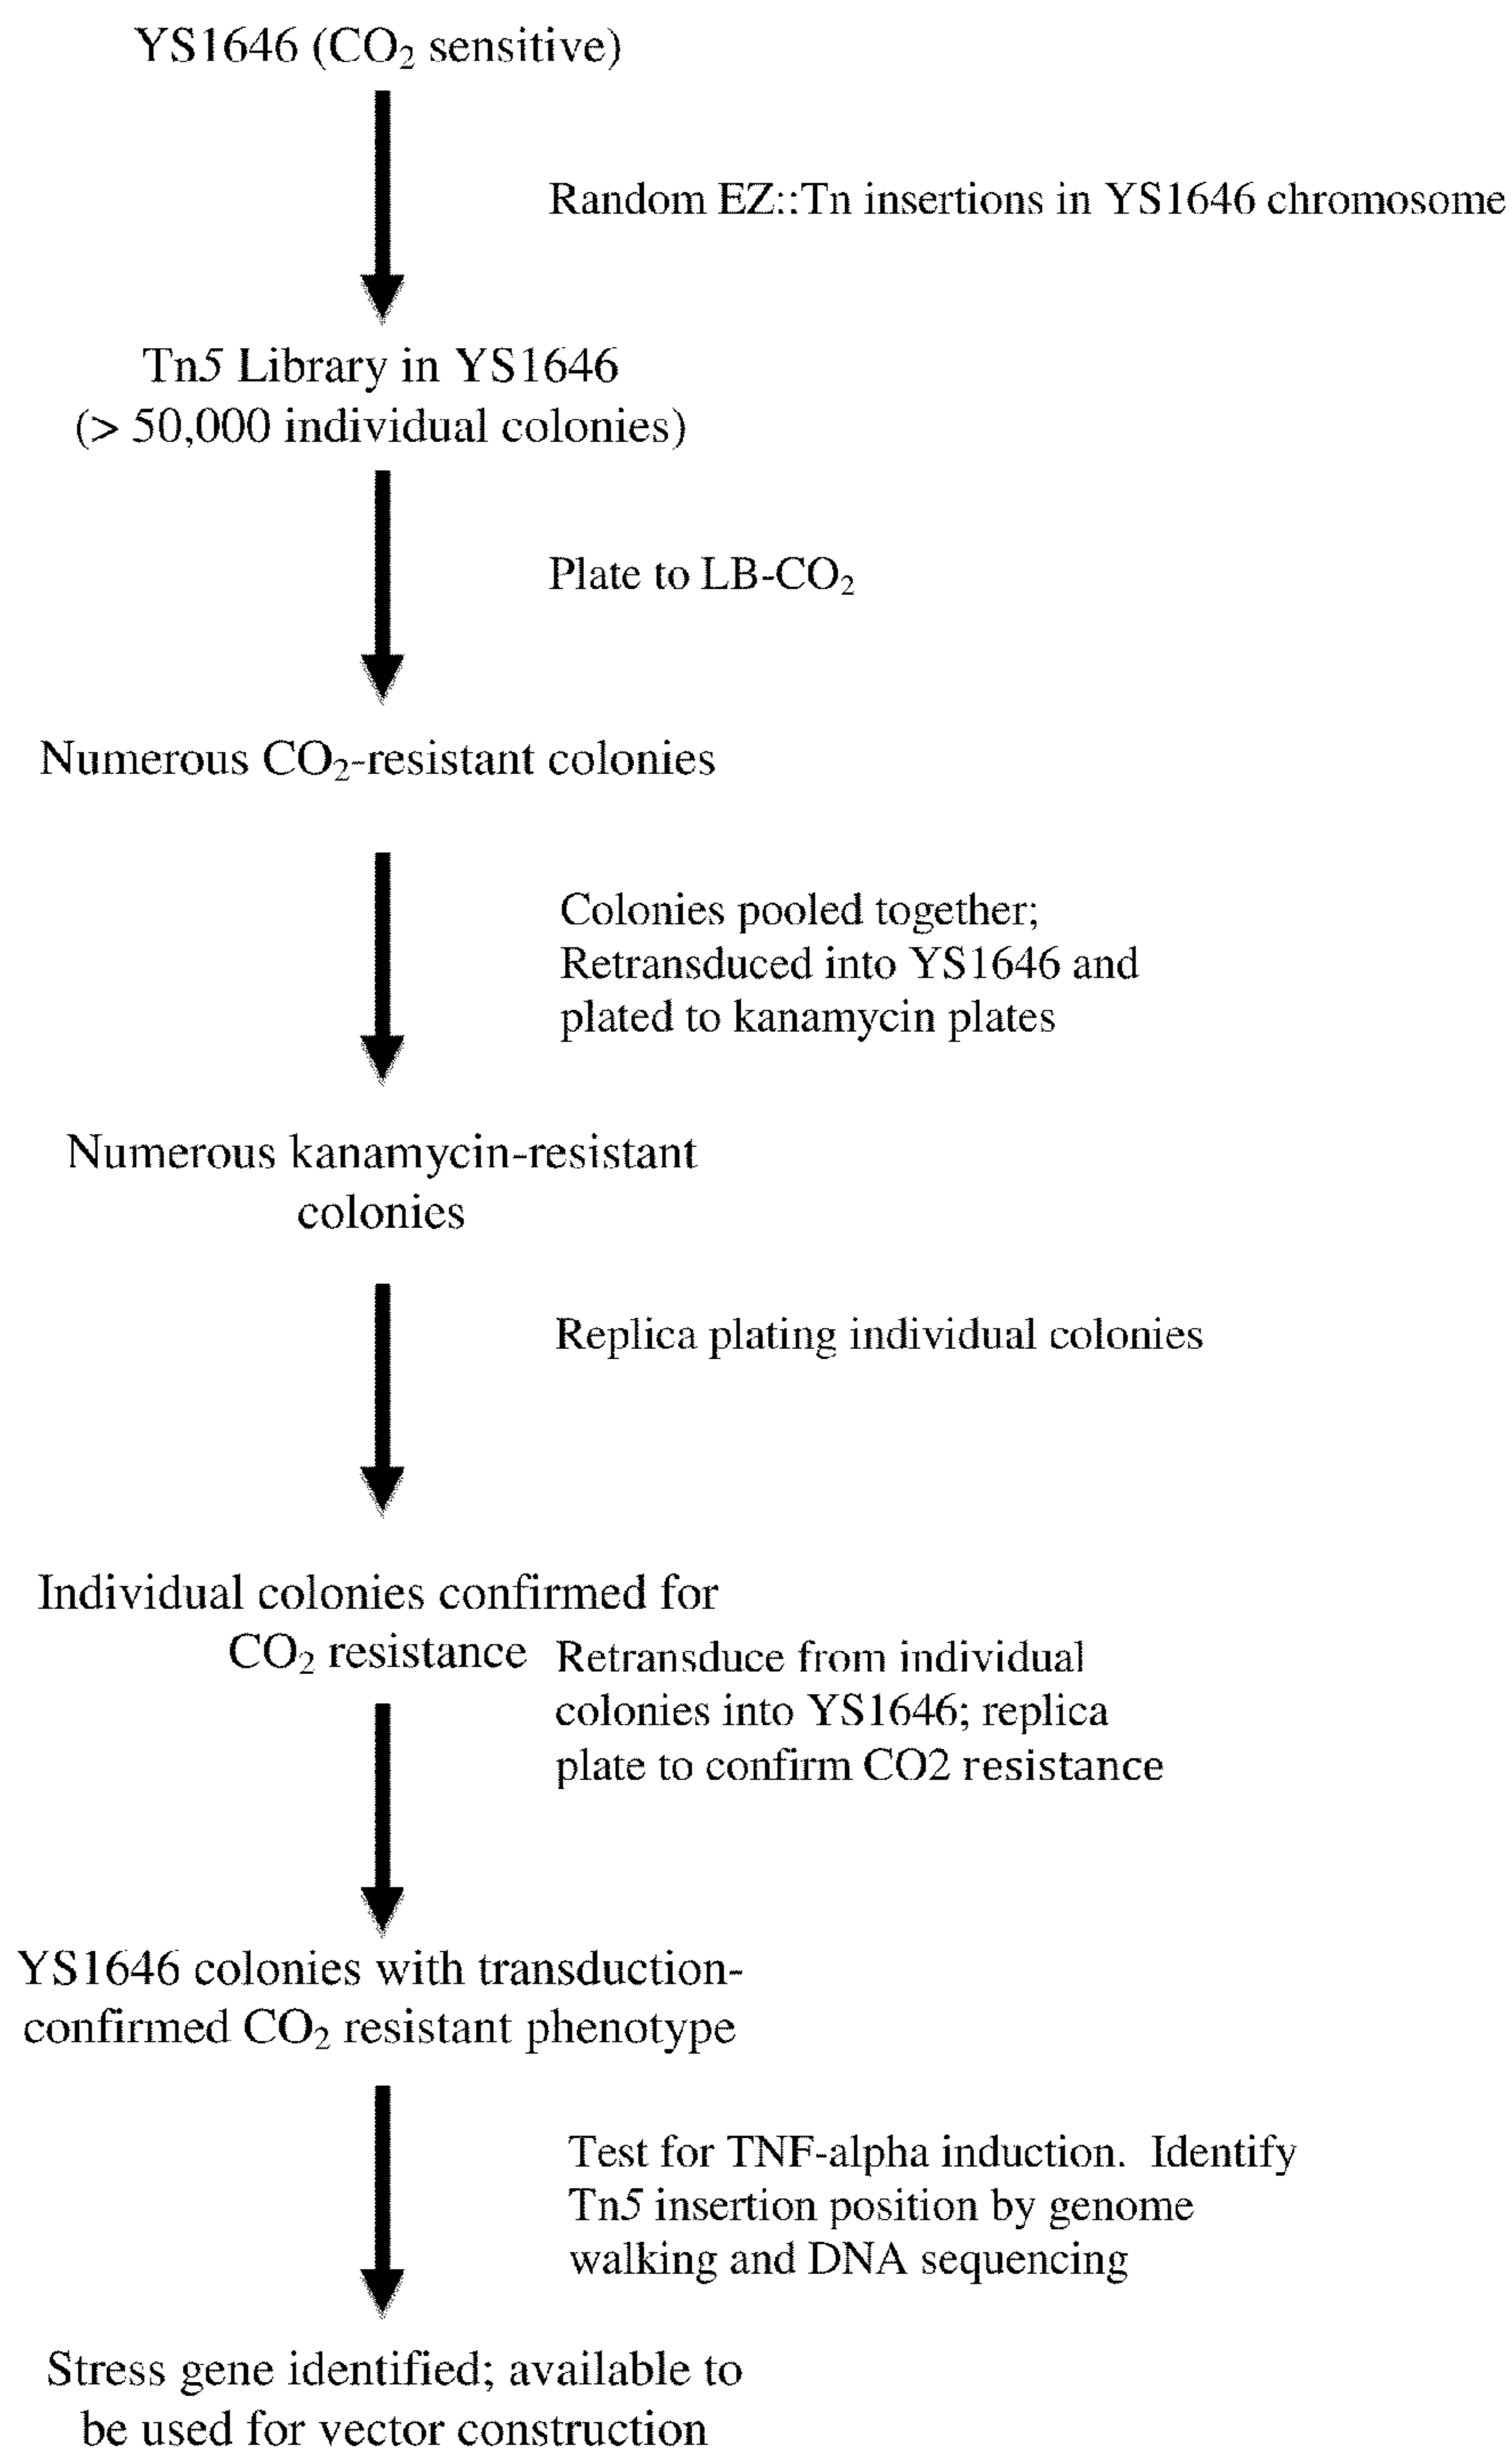 YS1646 (CO₂ sensitive)
Random EZ::Tn insertions in YS1646 chromosome
Tn5 Library in YS1646
(> 50,000 individual colonies)
Plate to LB-CO₂
Numerous CO₂-resistant colonies
Colonies pooled together;
Retransduced into YS1646 and
plated to kanamycin plates
Numerous kanamycin-resistant
colonies
Replica plating individual colonies
Individual colonies confirmed for
CO₂ resistance
Retransduce from individual
colonies into YS1646; replica
plate to confirm CO2 resistance
YS1646 colonies with transduction-
confirmed CO₂ resistant phenotype
Test for TNF-alpha induction. Identify
Tn5 insertion position by genome
walking and DNA sequencing
Stress gene identified; available to
be used for vector construction